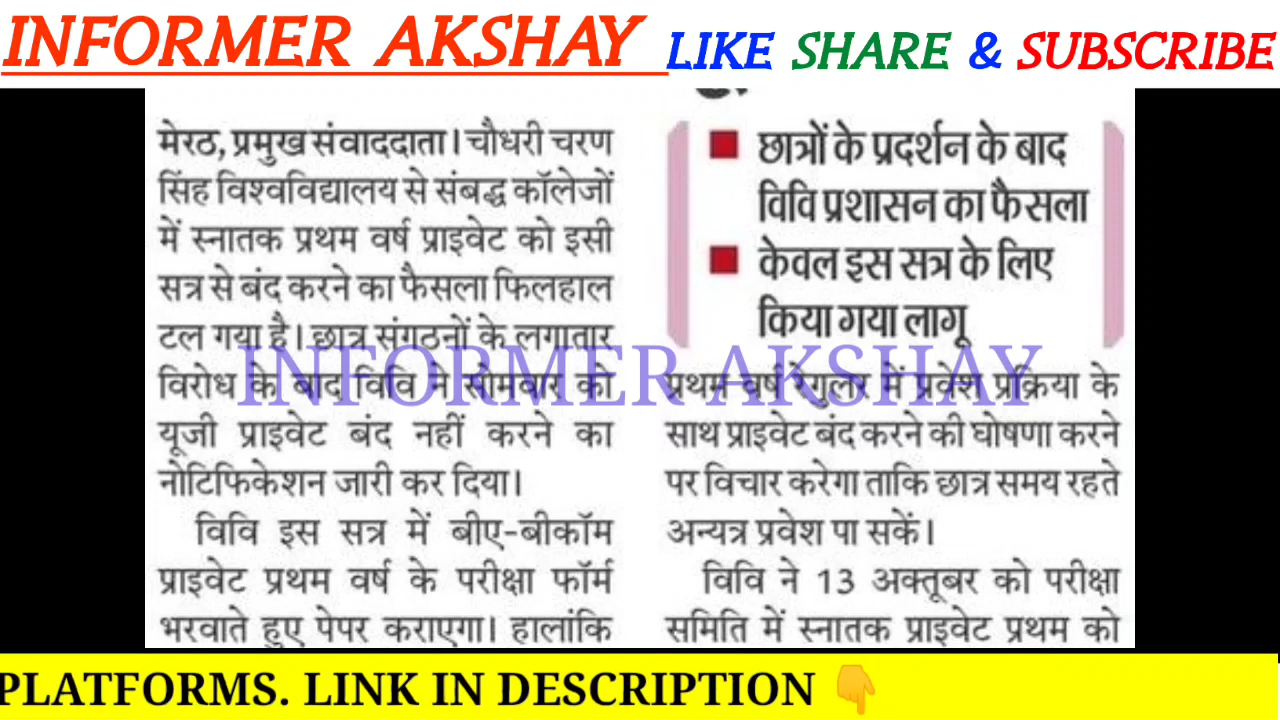 INFORMER AKSHAY LIKE SHARE & SUBSCRIBE
मेरठ, प्रमुख संवाददाता। चौधरी चरण
सिंह विश्वविद्यालय से संबद्ध कॉलेजों
में स्नातक प्रथम वर्ष प्राइवेट को इसी
सत्र से बंद करने का फैसला फिलहाल
टल गया है। छात्र संगठनों के लगातार
विरोध के बाद विवि ने सोमवार को
यूजी प्राइवेट बंद नहीं करने का
नोटिफिकेशन जारी कर दिया।
विवि इस सत्र में बीए-बीकॉम
प्राइवेट प्रथम वर्ष के परीक्षा फॉर्म
भरवाते हुए पेपर कराएगा। हालांकि
छात्रों के प्रदर्शन के बाद
विवि प्रशासन का फैसला
केवल इस सत्र के लिए
किया गया लागू
प्रथम वर्ष रेगुलर में प्रवेश प्रक्रिया के
साथ प्राइवेट बंद करने की घोषणा करने
पर विचार करेगा ताकि छात्र समय रहते
अन्यत्र प्रवेश पा सकें।
विवि ने 13 अक्तूबर को परीक्षा
समिति में स्नातक प्राइवेट प्रथम को
INFORMER AKSHAY
PLATFORMS. LINK IN DESCRIPTION 👇